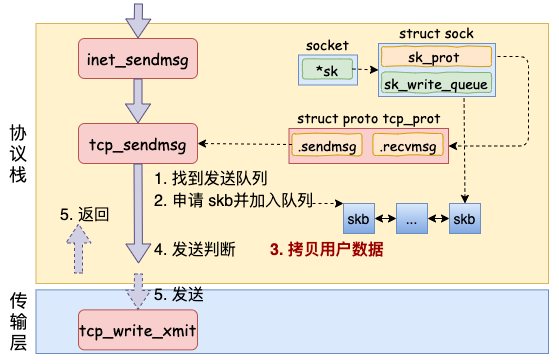 inet_sendmsg
socket
*sk
struct sock
sk_prot
sk_write_queue
协议栈
tcp_sendmsg
struct proto tcp_prot
.sendmsg
.recvmsg
1. 找到发送队列
2. 申请 skb并加入队列
skb
...
skb
5. 返回
4. 发送判断
3. 拷贝用户数据
5. 发送
传输层
tcp_write_xmit